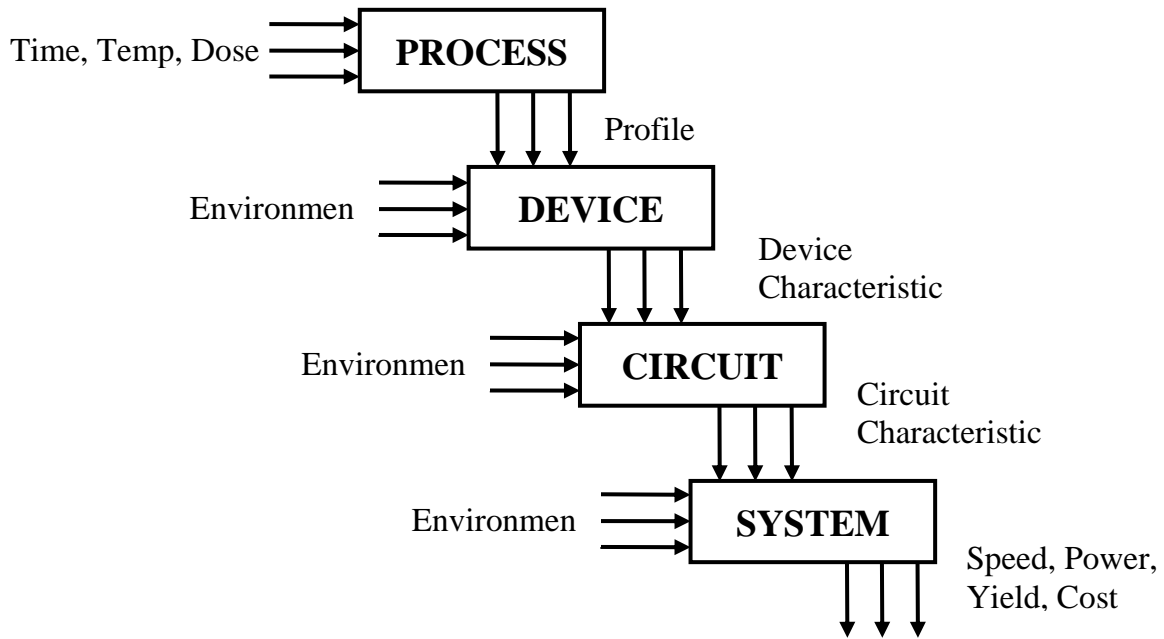 Time, Temp, Dose
PROCESS
Profile
Environmen
DEVICE
Device
Characteristic
Environmen
CIRCUIT
Circuit
Characteristic
Environmen
SYSTEM
Speed, Power,
Yield, Cost